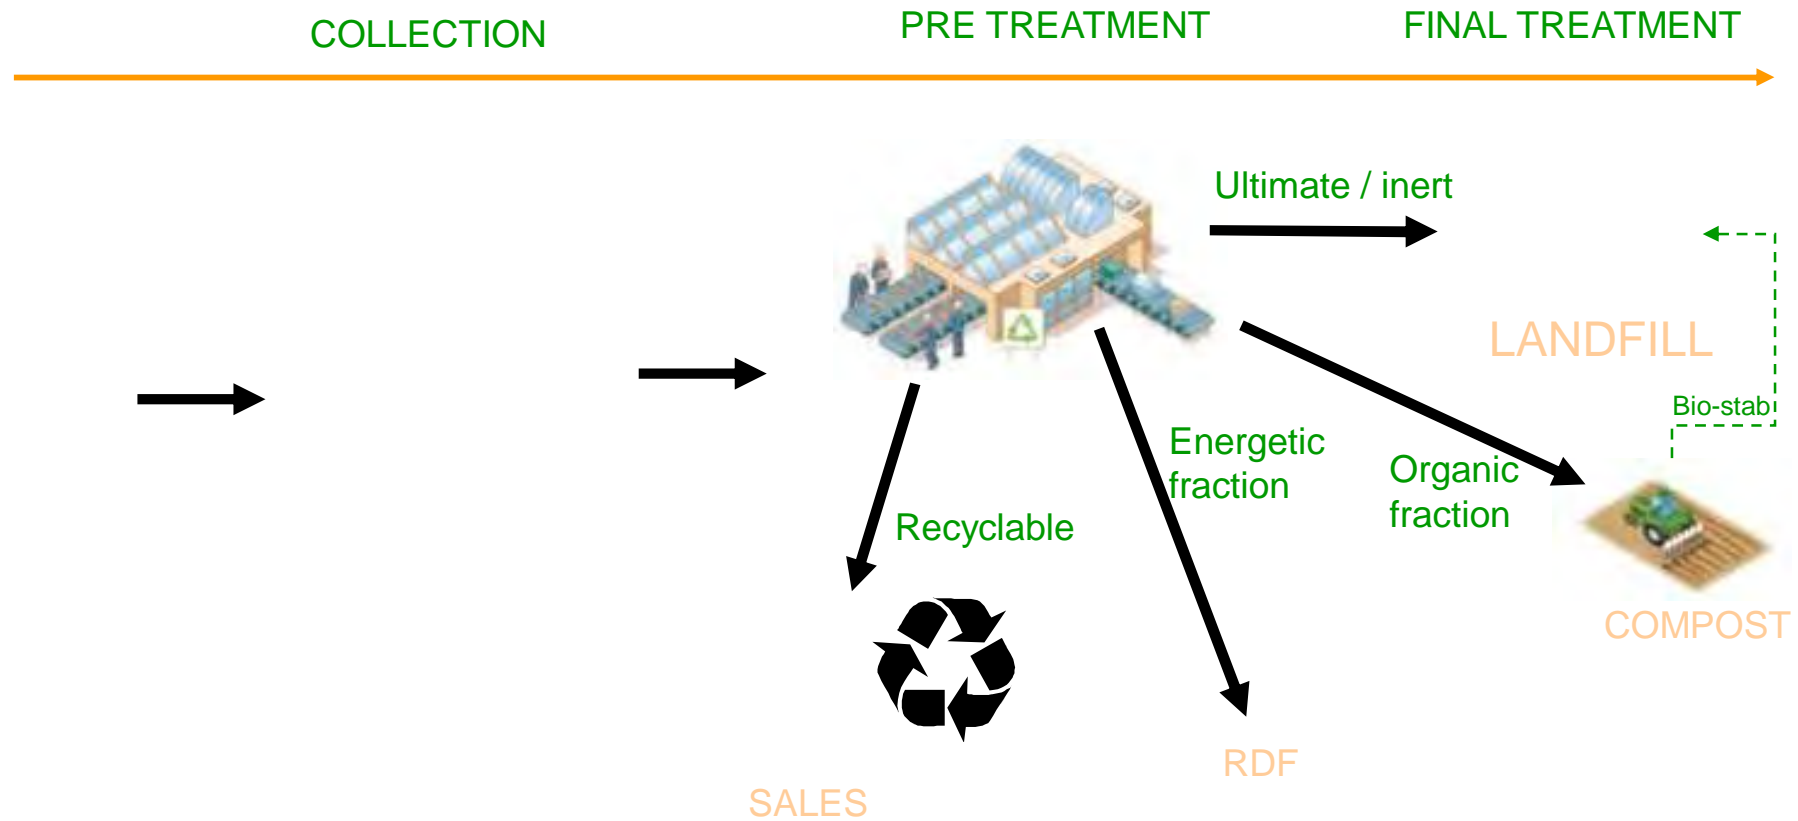 COLLECTION
PRE TREATMENT
FINAL TREATMENT
Ultimate / inert
LANDFILL
Bio-stab
Energetic
fraction
Organic
fraction
Recyclable
COMPOST
RDF
SALES